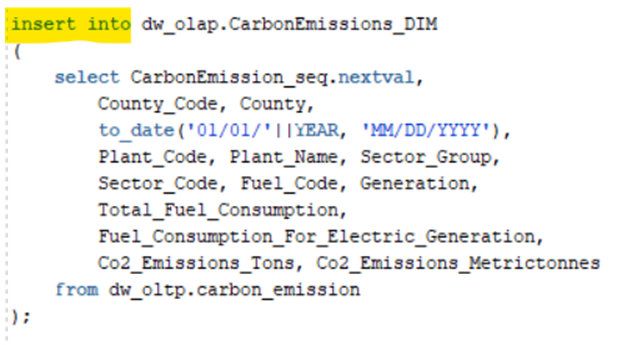 insert into dw_olap.CarbonEmissions_DIM
(
select CarbonEmission_seq.nextval,
County_Code, County,
to_date('01/01/'||YEAR, 'MM/DD/YYYY'),
Plant_Code, Plant_Name, Sector_Group,
Sector_Code, Fuel_Code, Generation,
Total_Fuel_Consumption,
Fuel_Consumption_For_Electric_Generation,
Co2_Emissions_Tons, Co2_Emissions_Metrictonnes
from dw_oltp.carbon_emission
);